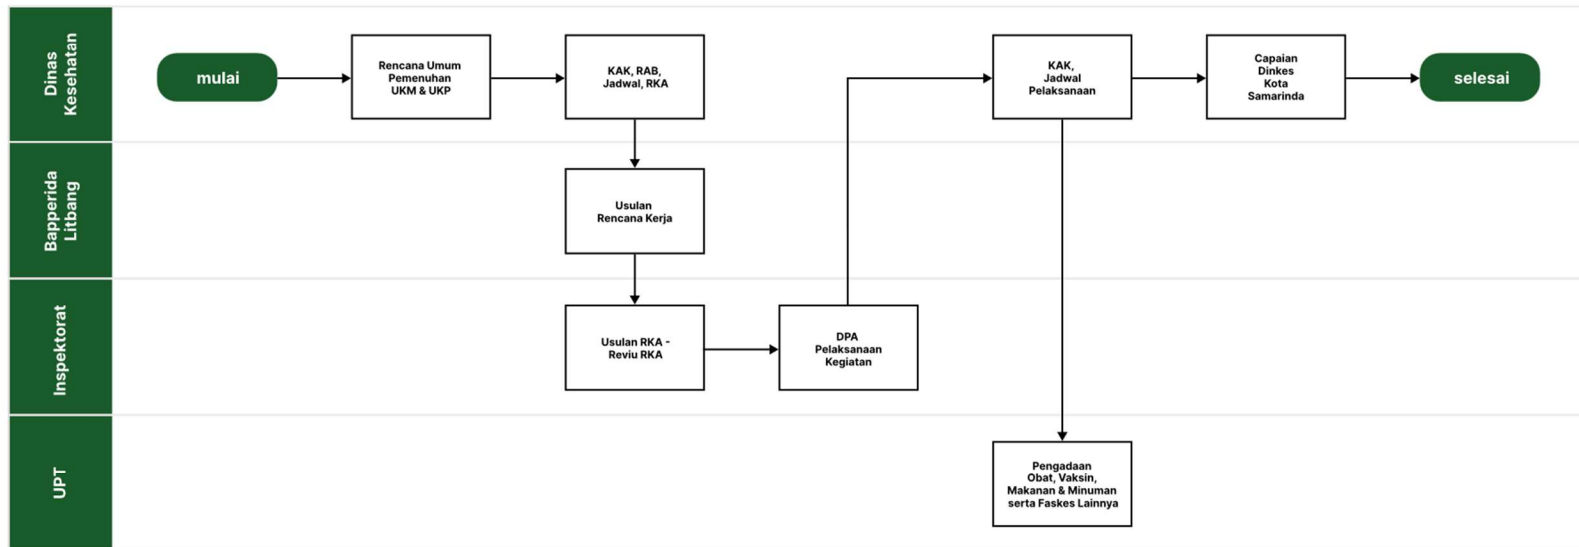 Dinas
Kesehatan
mulai
Rencana Umum
Pemenuhan
UKM & UKP
KAK, RAB,
Jadwal, RKA
KAK,
Jadwal
Pelaksanaan
Capaian
Dinkes
Kota
Samarinda
selesai
Bapperida
Litbang
Usulan
Rencana Kerja
Inspektorat
Usulan RKA -
Reviu RKA
DPA
Pelaksanaan
Kegiatan
UPT
Pengadaan
Obat, Vaksin,
Makanan & Minuman
serta Faskes Lainnya